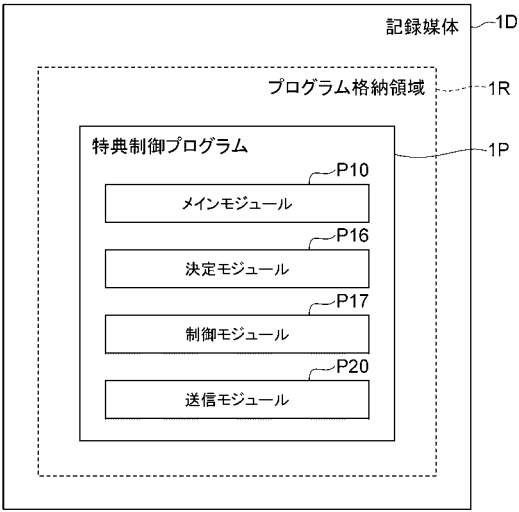 記録媒体
1D
プログラム格納領域
1R
特典制御プログラム
1P
P10
メインモジュール
P16
決定モジュール
P17
制御モジュール
P20
送信モジュール